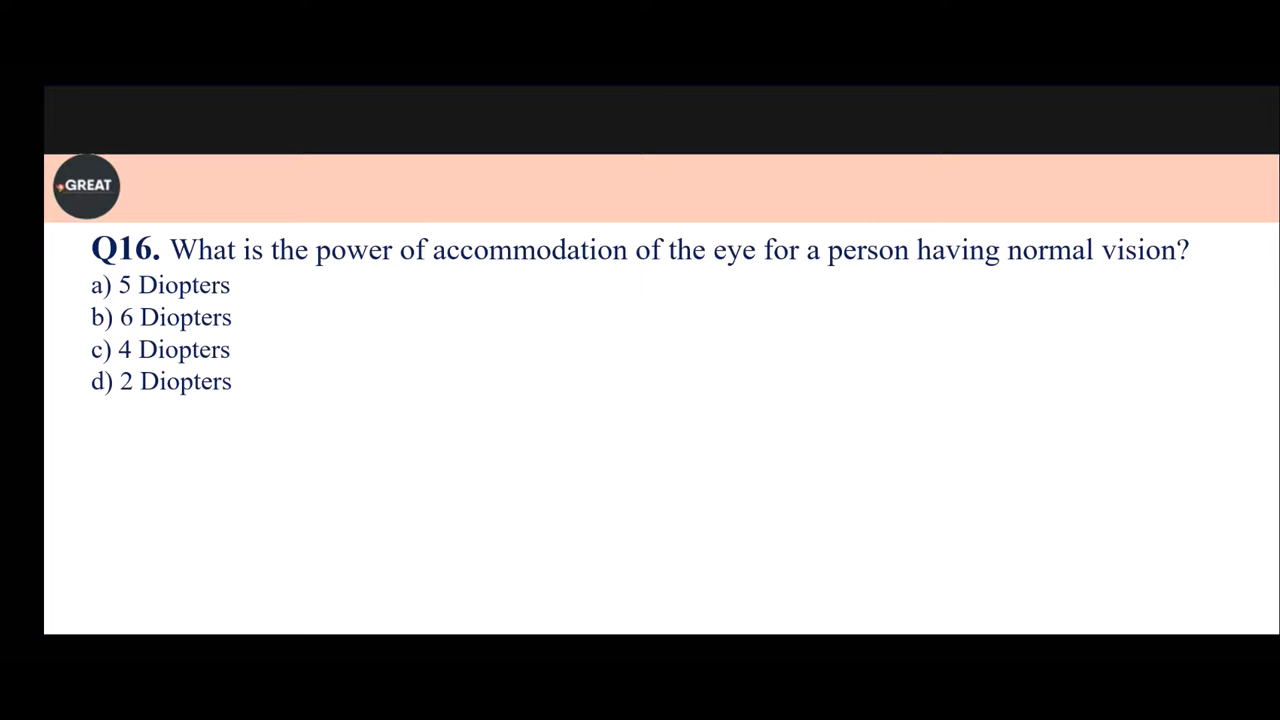 GREAT
Q16. What is the power of accommodation of the eye for a person having normal vision?
a) 5 Diopters
b) 6 Diopters
c) 4 Diopters
d) 2 Diopters